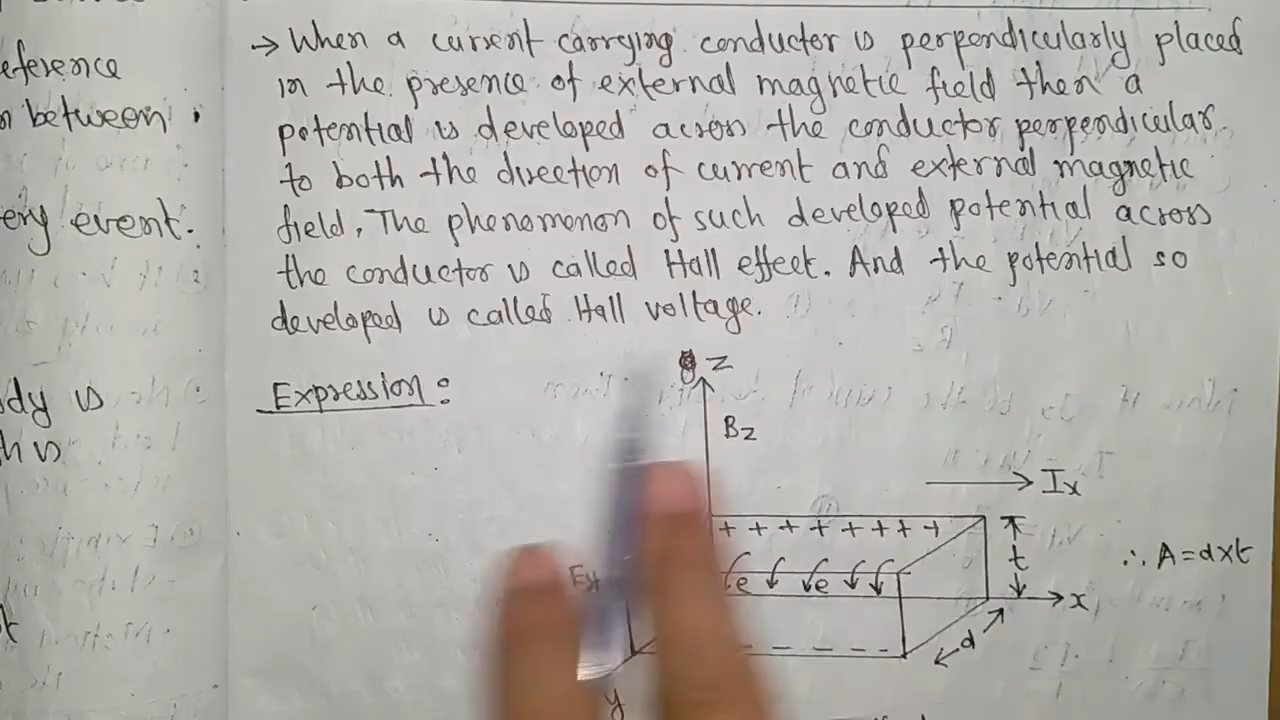 eference
n between
ery event.
dy is
h is
→ When a current carrying conductor is perpendicularly placed
in the presence of external magnetic field then a
potential is developed across the conductor perpendicular
to both the direction of current and external magnetic
field. The phenomenon of such developed potential across
the conductor is called Hall effect. And the potential so
developed is called Hall voltage.
Expression:
z
Bz
→ Ix
+ + + + + + + +
t
∴ A = d×t
e e
EH
x
- - - - -
d
y